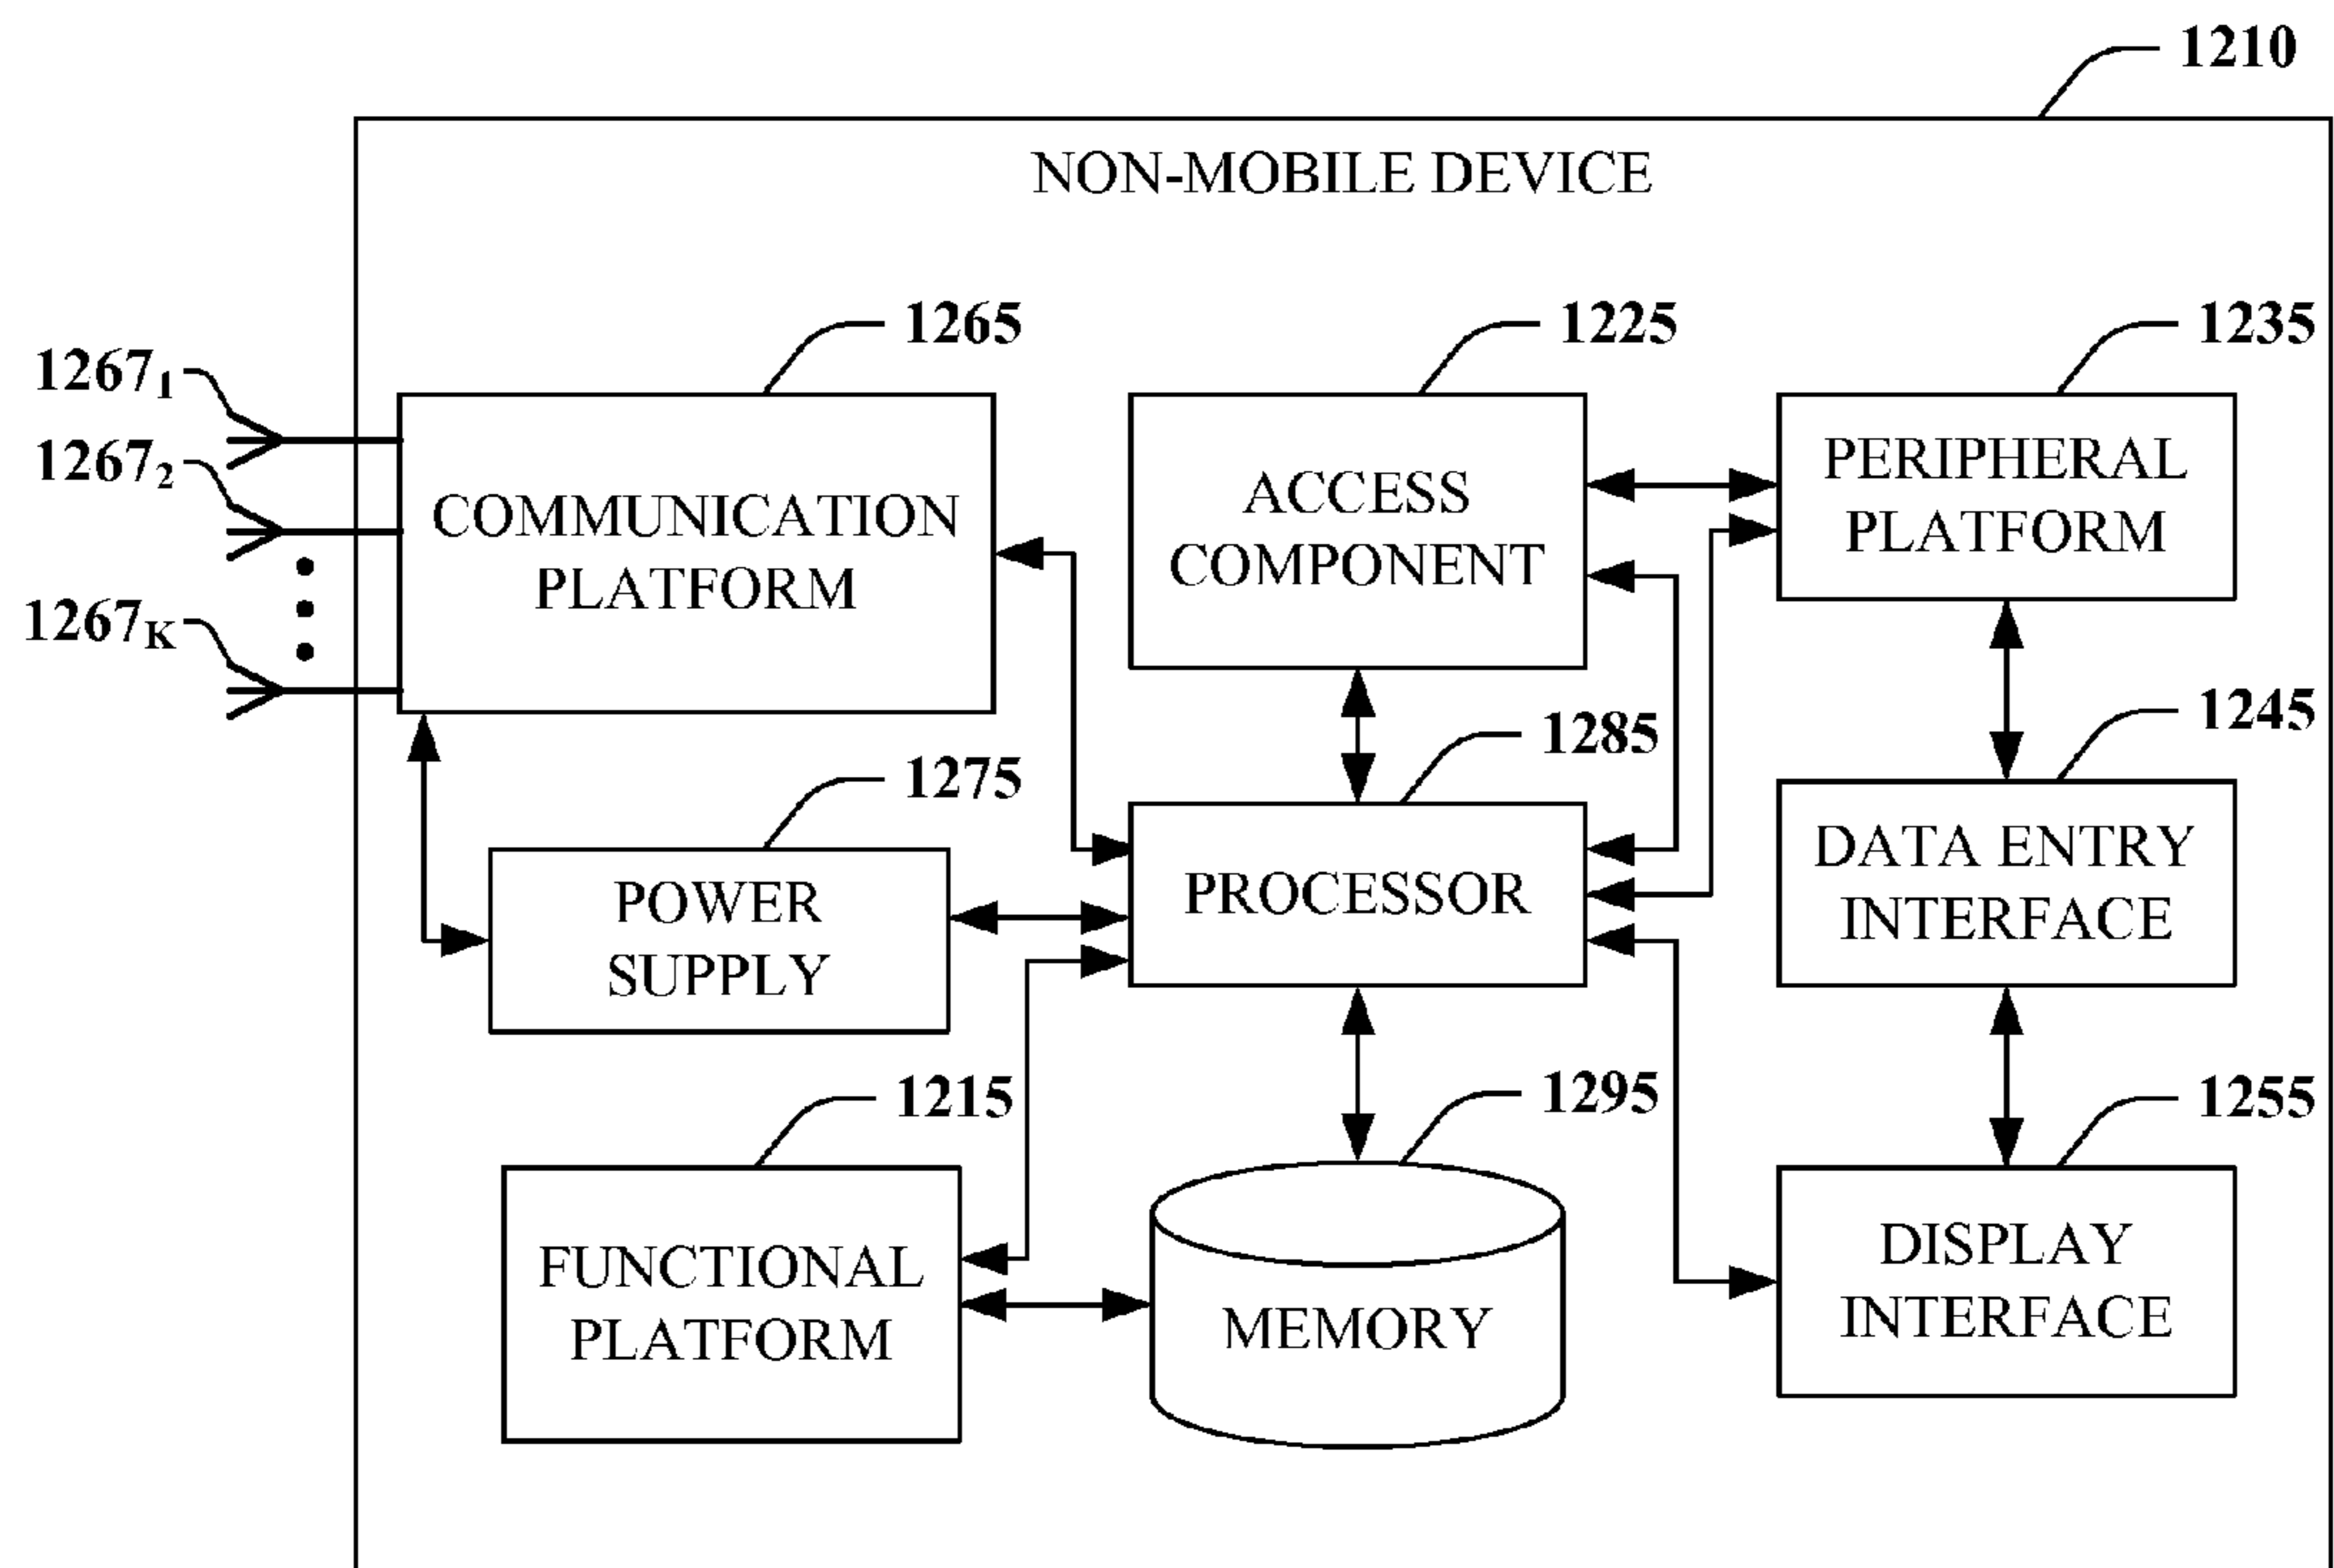 1210
NON-MOBILE DEVICE
1265
1225
1235
1267₁
1267₂
1267K
COMMUNICATION
PLATFORM
ACCESS
COMPONENT
PERIPHERAL
PLATFORM
1275
1285
1245
POWER
SUPPLY
PROCESSOR
DATA ENTRY
INTERFACE
1215
1295
1255
FUNCTIONAL
PLATFORM
MEMORY
DISPLAY
INTERFACE